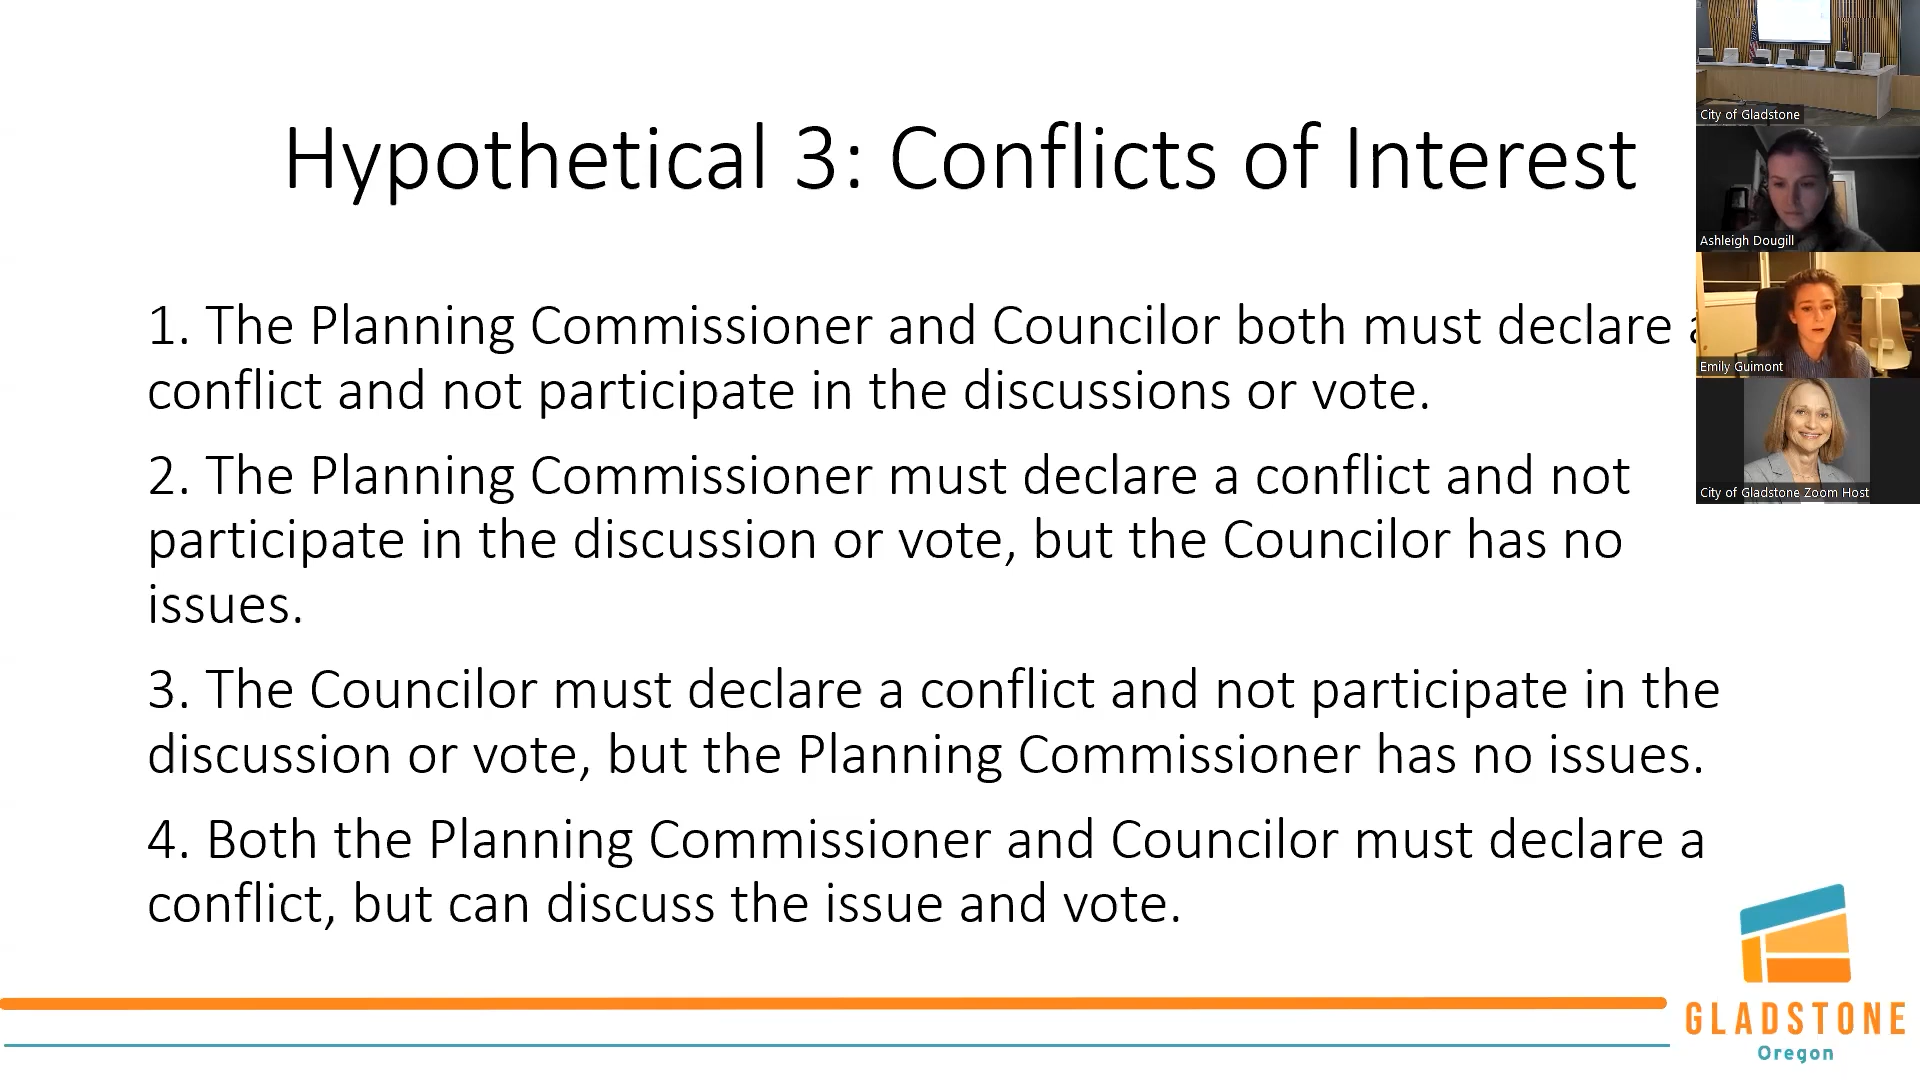 Hypothetical 3: Conflicts of Interest
1. The Planning Commissioner and Councilor both must declare
conflict and not participate in the discussions or vote.
2. The Planning Commissioner must declare a conflict and not
participate in the discussion or vote, but the Councilor has no
issues.
3. The Councilor must declare a conflict and not participate in the
discussion or vote, but the Planning Commissioner has no issues.
4. Both the Planning Commissioner and Councilor must declare a
conflict, but can discuss the issue and vote.
City of Gladstone
Ashleigh Dougill
Emily Guimont
City of Gladstone Zoom Host
GLADSTONE
Oregon